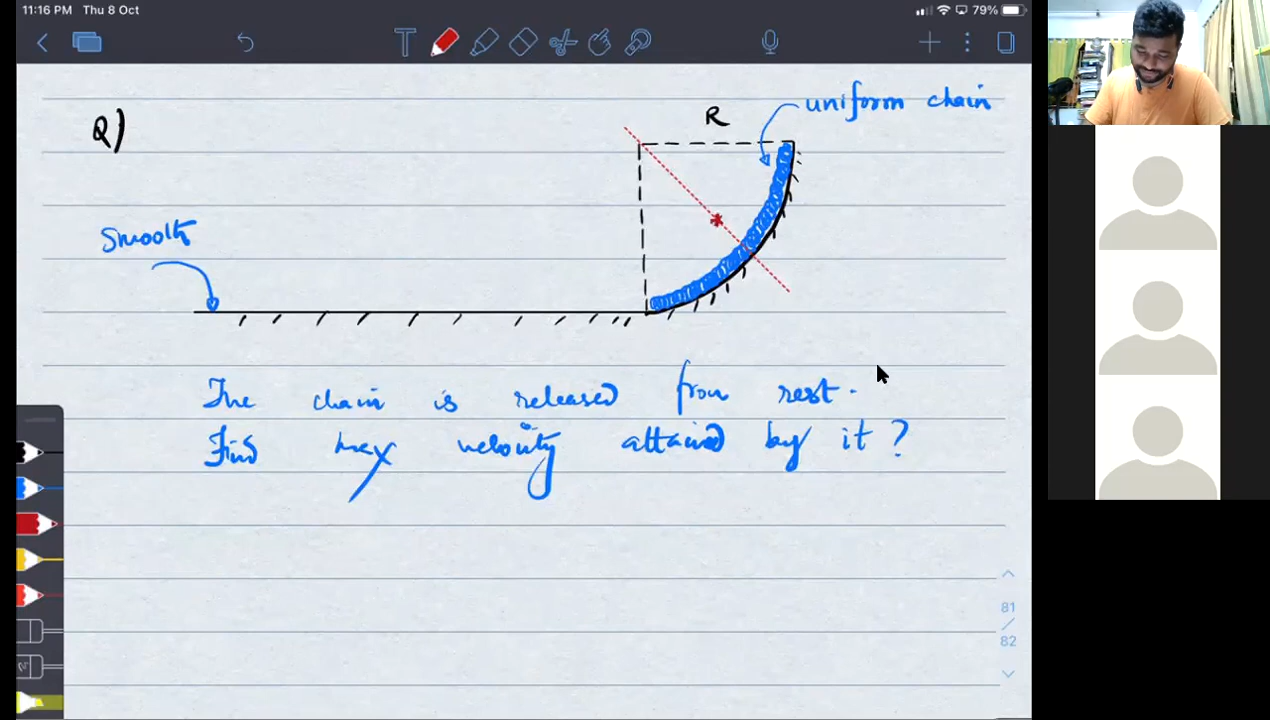 11:16 PM Thu 8 Oct
79%
T
Q)
R
uniform chain
Smooth
The chain is released from rest.
Find max velocity attained by it ?
81
/
82